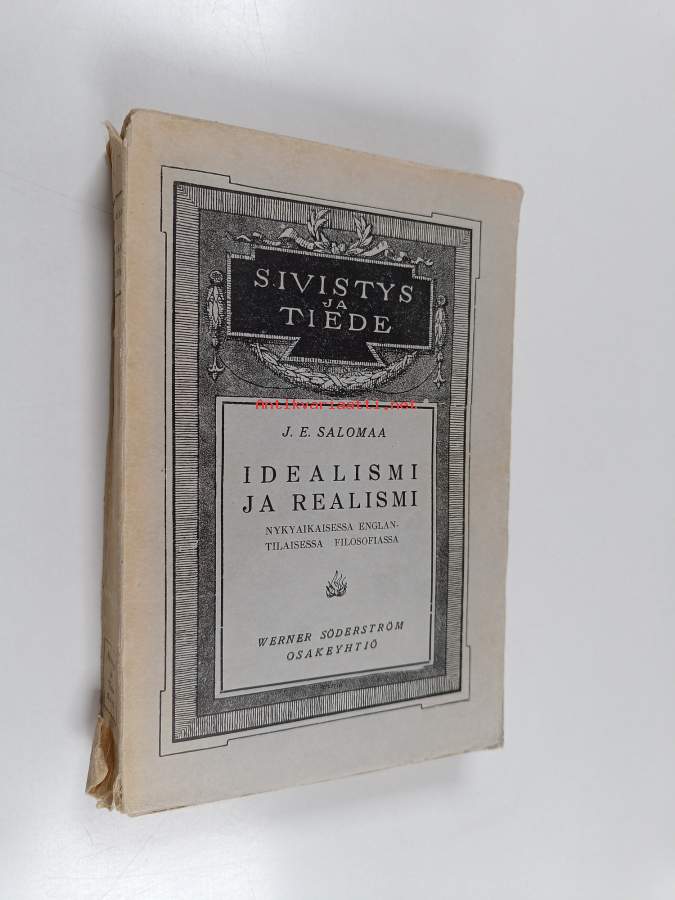 SIVISTYS
JA
TIEDE
Antikvariaatti.net
J. E. SALOMAA
IDEALISMI
JA REALISMI
NYKYAIKAISESSA ENGLAN-
TILAISESSA FILOSOFIASSA
WERNER SÖDERSTRÖM
OSAKEYHTIÖ